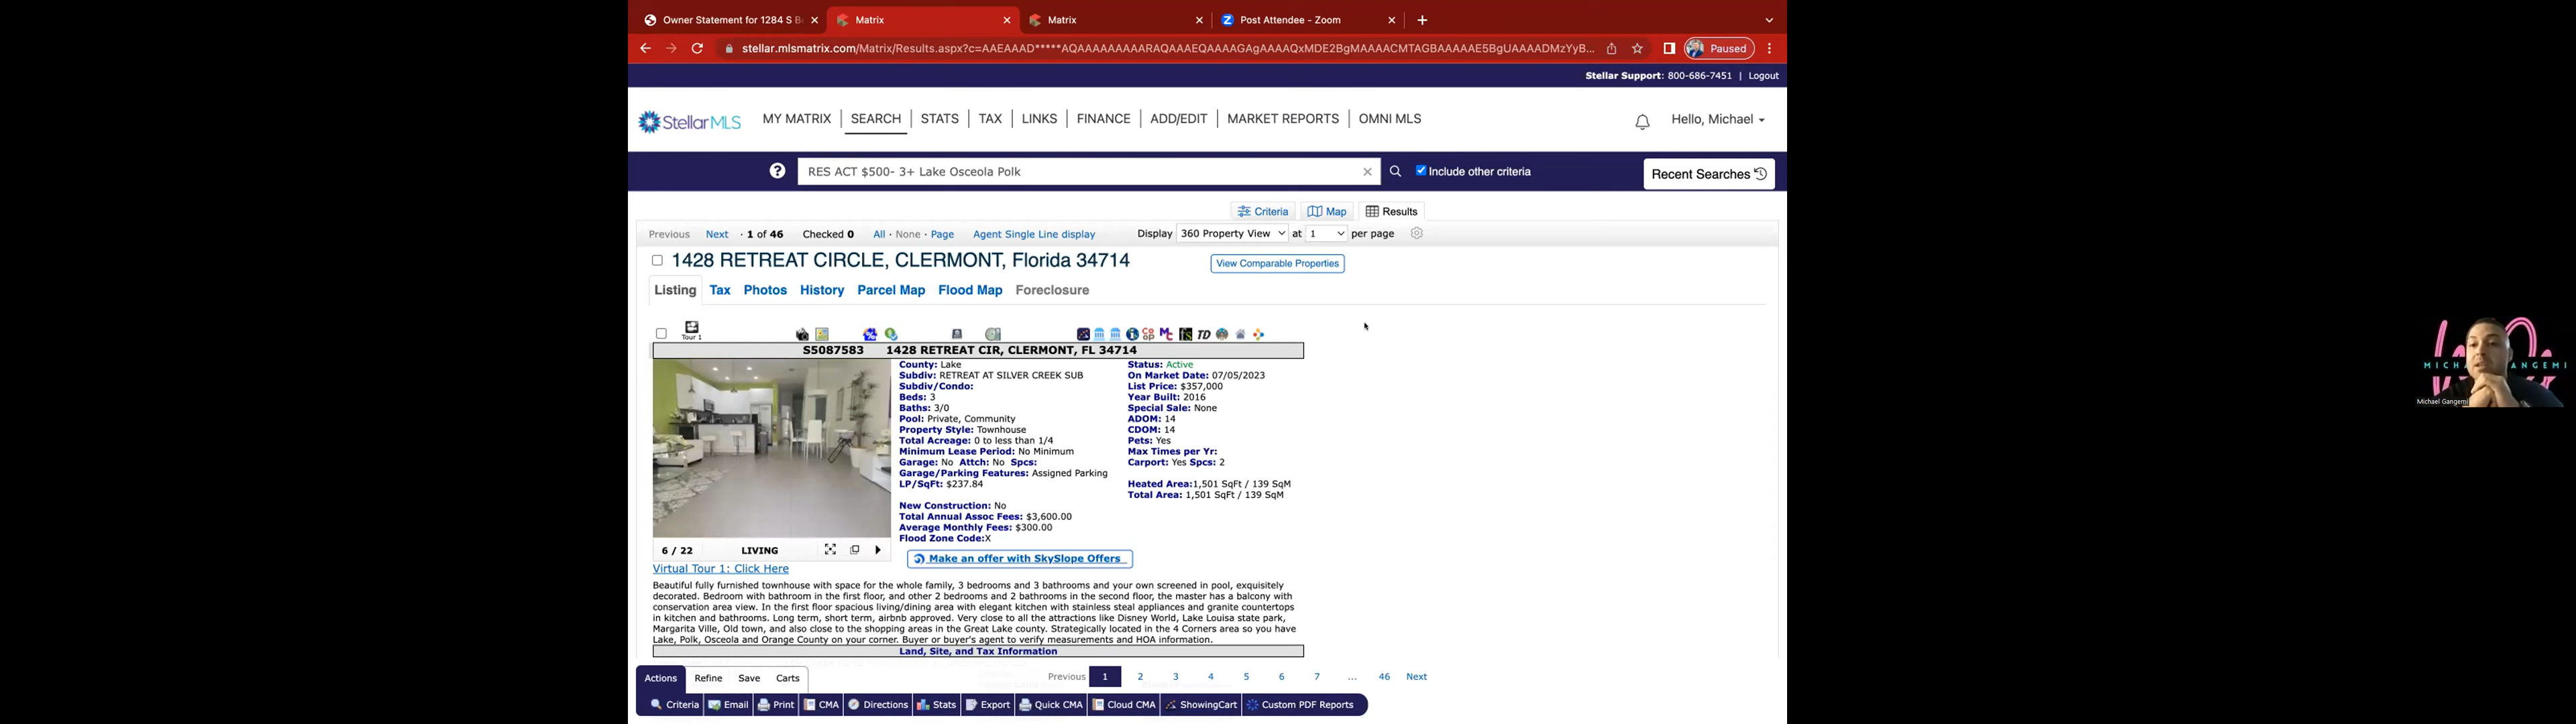 Owner Statement for 1284 S B
Matrix
Matrix
Post Attendee - Zoom
stellar.mlsmatrix.com/Matrix/Results.aspx?c=AAEAAAD*****AQAAAAAAAAARAQAAAEQAAAAGAgAAAAQxMDE2BgMAAAACMTAGBAAAAAE5BgUAAAADMzYyB...
Paused
Stellar Support: 800-686-7451 | Logout
StellarMLS
MY MATRIX
SEARCH
STATS
TAX
LINKS
FINANCE
ADD/EDIT
MARKET REPORTS
OMNI MLS
Hello, Michael
RES ACT $500- 3+ Lake Osceola Polk
Include other criteria
Recent Searches
Criteria
Map
Results
Previous Next · 1 of 46 Checked 0 All · None · Page Agent Single Line display Display 360 Property View at 1 per page
1428 RETREAT CIRCLE, CLERMONT, Florida 34714
View Comparable Properties
Listing Tax Photos History Parcel Map Flood Map Foreclosure
Tour 1
S5087583 1428 RETREAT CIR, CLERMONT, FL 34714
County: Lake
Subdiv: RETREAT AT SILVER CREEK SUB
Subdiv/Condo:
Beds: 3
Baths: 3/0
Pool: Private, Community
Property Style: Townhouse
Total Acreage: 0 to less than 1/4
Minimum Lease Period: No Minimum
Garage: No Attch: No Spcs:
Garage/Parking Features: Assigned Parking
LP/SqFt: $237.84
New Construction: No
Total Annual Assoc Fees: $3,600.00
Average Monthly Fees: $300.00
Flood Zone Code:X
Status: Active
On Market Date: 07/05/2023
List Price: $357,000
Year Built: 2016
Special Sale: None
ADOM: 14
CDOM: 14
Pets: Yes
Max Times per Yr:
Carport: Yes Spcs: 2
Heated Area:1,501 SqFt / 139 SqM
Total Area: 1,501 SqFt / 139 SqM
6 / 22 LIVING
Make an offer with SkySlope Offers
Virtual Tour 1: Click Here
Beautiful fully furnished townhouse with space for the whole family, 3 bedrooms and 3 bathrooms and your own screened in pool, exquisitely
decorated. Bedroom with bathroom in the first floor, and other 2 bedrooms and 2 bathrooms in the second floor, the master has a balcony with
conservation area view. In the first floor spacious living/dining area with elegant kitchen with stainless steal appliances and granite countertops
in kitchen and bathrooms. Long term, short term, airbnb approved. Very close to all the attractions like Disney World, Lake Louisa state park,
Margarita Ville, Old town, and also close to the shopping areas in the Great Lake county. Strategically located in the 4 Corners area so you have
Lake, Polk, Osceola and Orange County on your corner. Buyer or buyer's agent to verify measurements and HOA information.
Land, Site, and Tax Information
Actions Refine Save Carts
Previous 1 2 3 4 5 6 7 ... 46 Next
Criteria Email Print CMA Directions Stats Export Quick CMA Cloud CMA ShowingCart Custom PDF Reports
Michael Gangemi